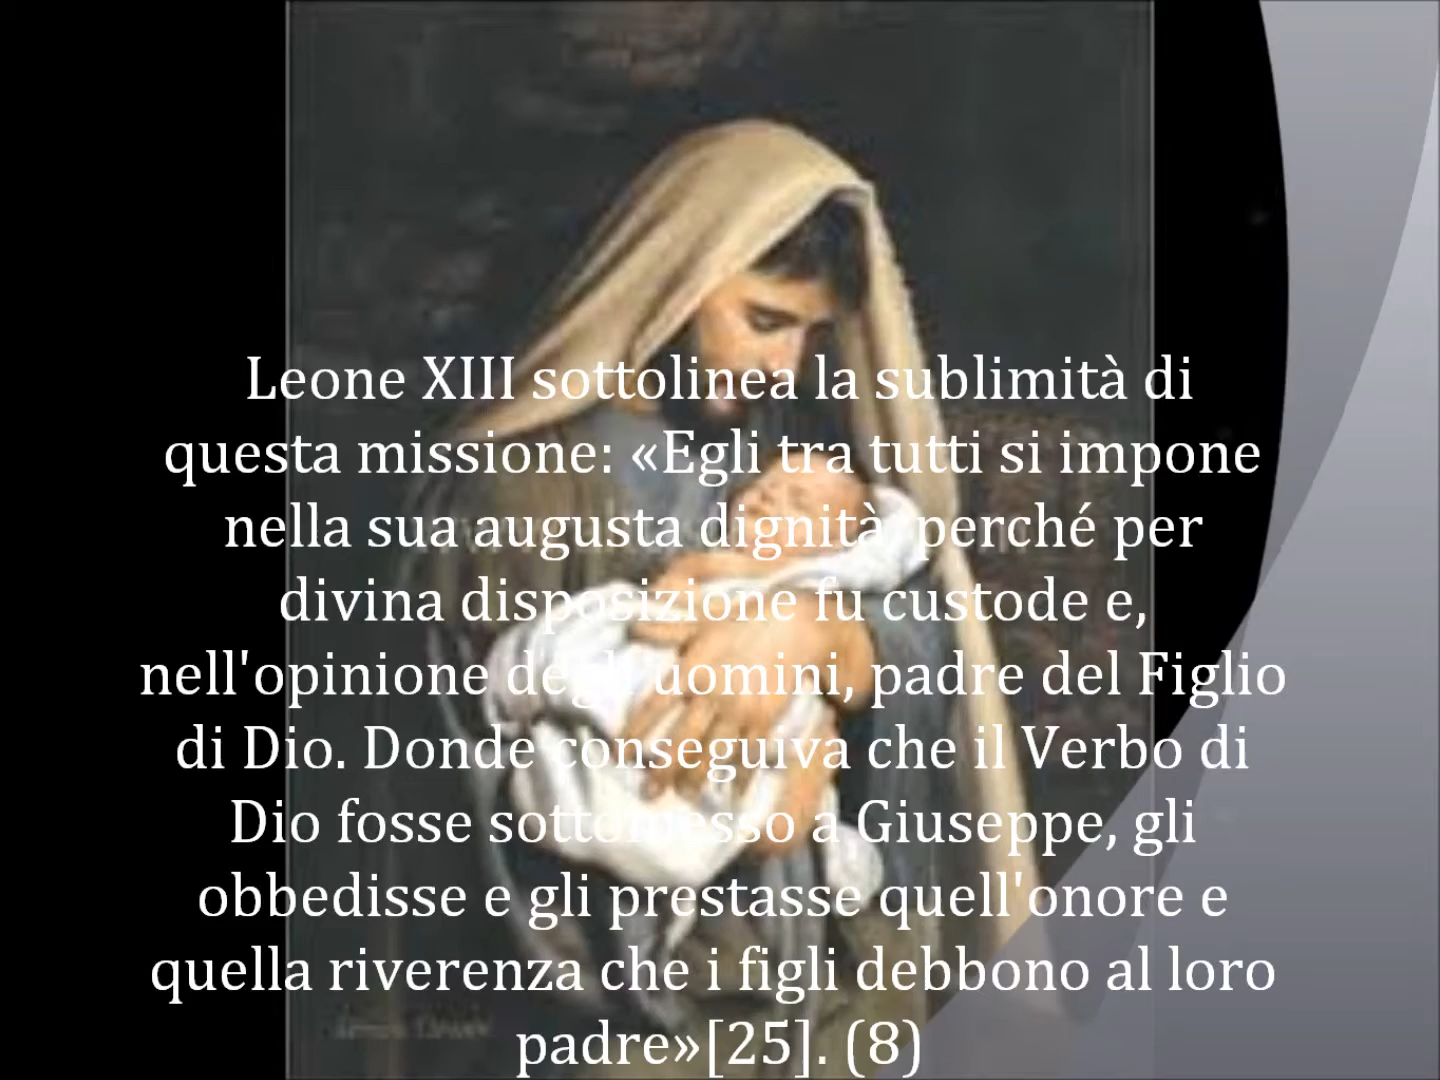 Leone XIII sottolinea la sublimità di
questa missione: «Egli tra tutti si impone
nella sua augusta dignità, perché per
divina disposizione fu custode e,
nell'opinione degli uomini, padre del Figlio
di Dio. Donde conseguiva che il Verbo di
Dio fosse sottomesso a Giuseppe, gli
obbedisse e gli prestasse quell'onore e
quella riverenza che i figli debbono al loro
padre»[25]. (8)